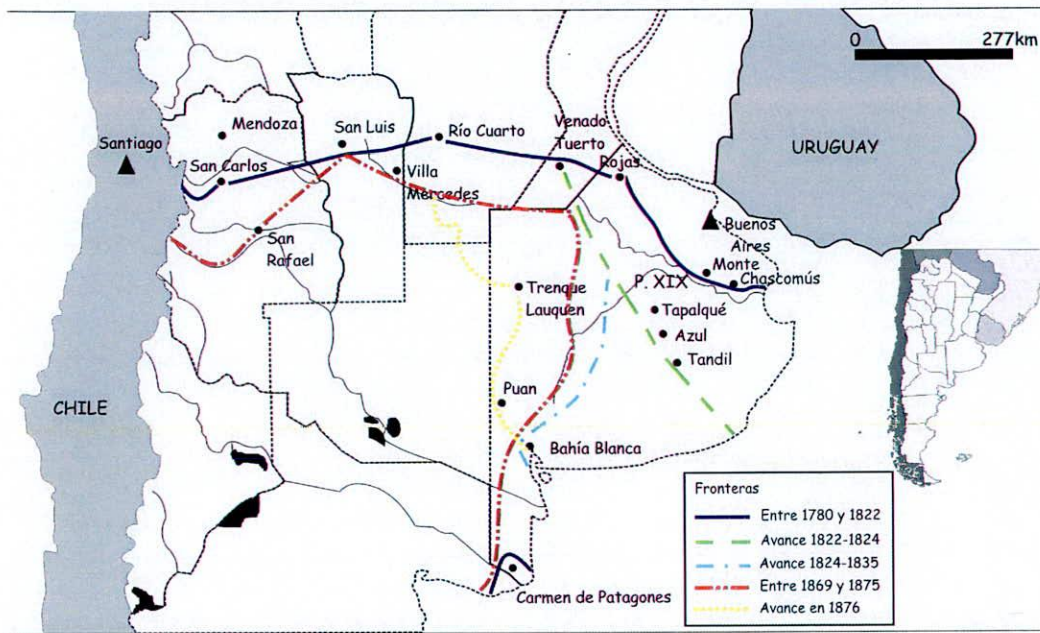 0 277km
URUGUAY
Santiago
Mendoza
San Luis
Río Cuarto
Venado
Tuerto
San Carlos
Villa
Mercedes
Rojas
San
Rafael
Buenos
Aires
Monte
Chascomús
P. XIX
Trenque
Lauquen
Tapalqué
Azul
Tandil
CHILE
Puan
Bahía Blanca
Carmen de Patagones
Fronteras
Entre 1780 y 1822
Avance 1822-1824
Avance 1824-1835
Entre 1869 y 1875
Avance en 1876